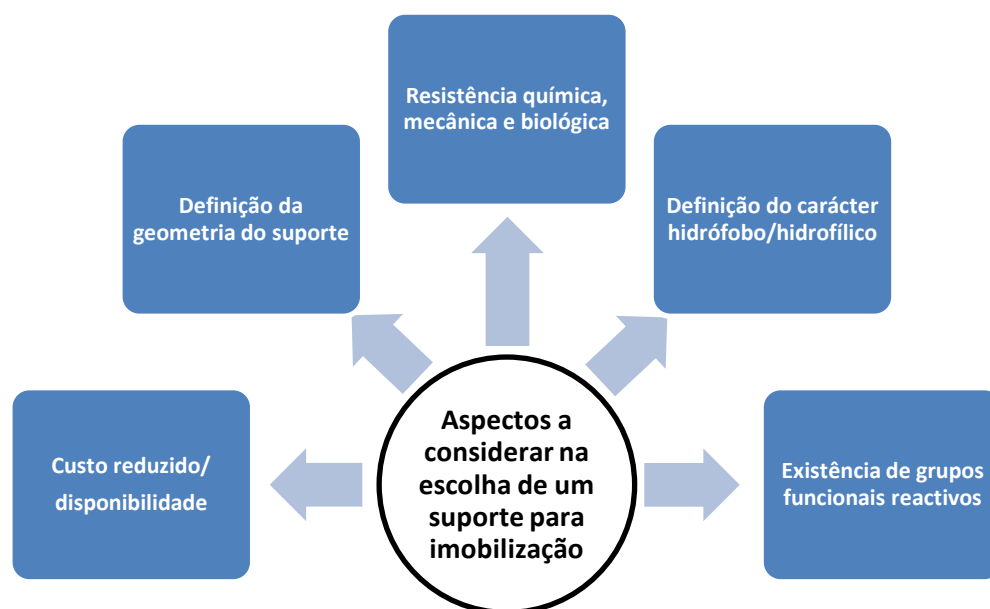 Resistência química,
mecânica e biológica
Definição da
geometria do suporte
Definição do carácter
hidrófobo/hidrofílico
Custo reduzido/
disponibilidade
Aspectos a
considerar na
escolha de um
suporte para
imobilização
Existência de grupos
funcionais reactivos